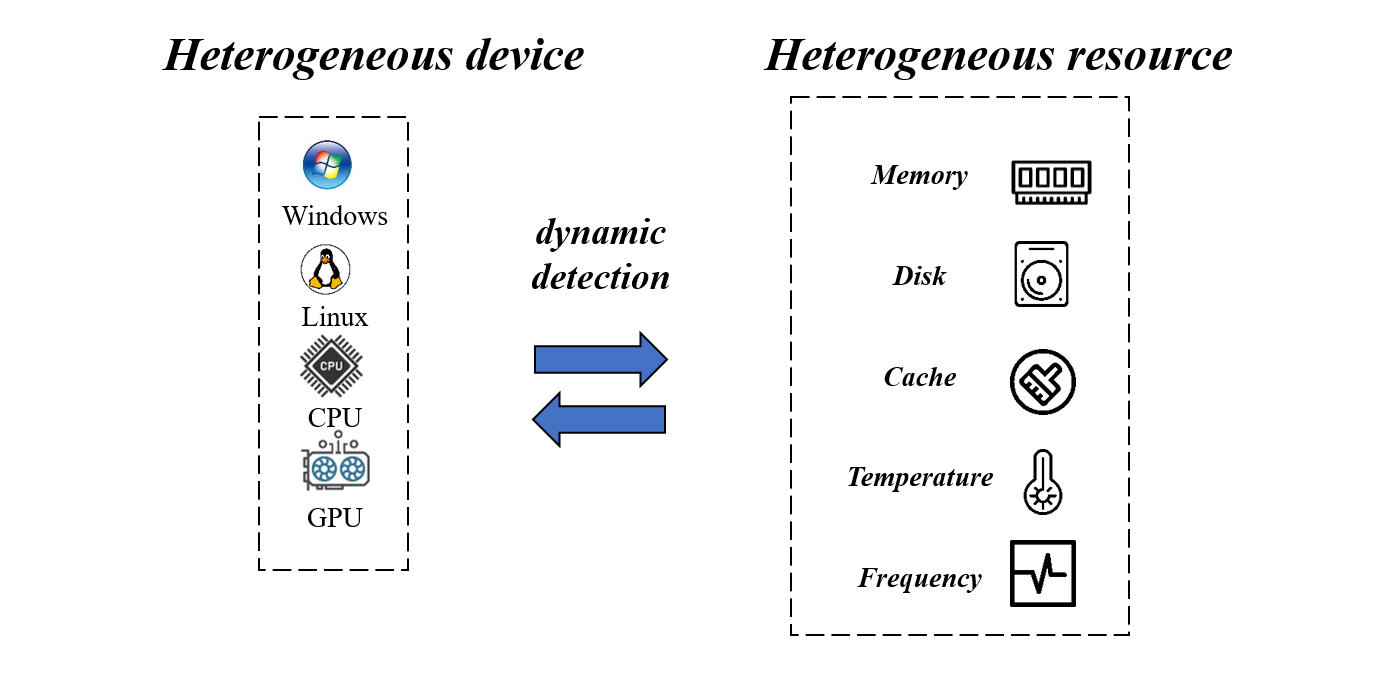 Heterogeneous device
Heterogeneous resource
Windows
Linux
CPU
CPU
GPU
dynamic
detection
Memory
Disk
Cache
Temperature
Frequency